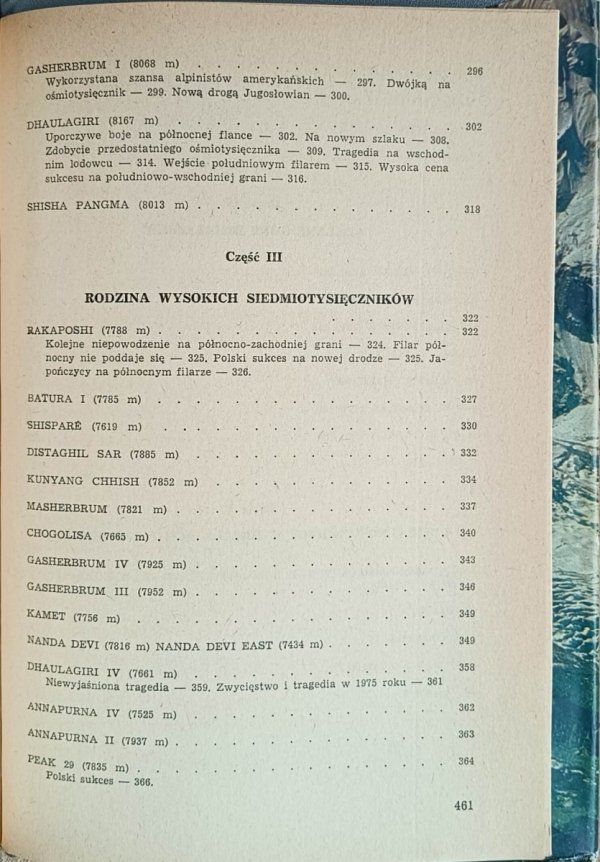 GASHERBRUM I (8068 m) . . . . . . . . . . . . . 296
Wykorzystana szansa alpinistów amerykańskich — 297. Dwójką na
ośmiotysięcznik — 299. Nową drogą Jugosłowian — 300.
DHAULAGIRI (8167 m) . . . . . . . . . . . . . 302
Uporczywe boje na północnej flance — 302. Na nowym szlaku — 308.
Zdobycie przedostatniego ośmiotysięcznika — 309. Tragedia na wschod-
nim lodowcu — 314. Wejście południowym filarem — 315. Wysoka cena
sukcesu na południowo-wschodniej grani — 316.
SHISHA PANGMA (8013 m) . . . . . . . . . . . . . 318
Część III
RODZINA WYSOKICH SIEDMIOTYSIĘCZNIKÓW
. . . . . . . 322
RAKAPOSHI (7788 m) . . . . . . . . . . . . . . 322
Kolejne niepowodzenie na północno-zachodniej grani — 324. Filar pół-
nocny nie poddaje się — 325. Polski sukces na nowej drodze — 325. Ja-
pończycy na północnym filarze — 326.
BATURA I (7785 m) . . . . . . . . . . . . . . 327
SHISPARÉ (7619 m) . . . . . . . . . . . . . . 330
DISTAGHIL SAR (7885 m) . . . . . . . . . . . . . 332
KUNYANG CHHISH (7852 m) . . . . . . . . . . . . 334
MASHERBRUM (7821 m) . . . . . . . . . . . . . 337
CHOGOLISA (7665 m) . . . . . . . . . . . . . . 340
GASHERBRUM IV (7925 m) . . . . . . . . . . . . . 343
GASHERBRUM III (7952 m) . . . . . . . . . . . . 346
KAMET (7756 m) . . . . . . . . . . . . . . . 349
NANDA DEVI (7816 m) NANDA DEVI EAST (7434 m) . . . . . . . 349
DHAULAGIRI IV (7661 m) . . . . . . . . . . . . . 358
Niewyjaśniona tragedia — 359. Zwycięstwo i tragedia w 1975 roku — 361
ANNAPURNA IV (7525 m) . . . . . . . . . . . . . 362
ANNAPURNA II (7937 m) . . . . . . . . . . . . . 363
PEAK 29 (7835 m) . . . . . . . . . . . . . . . 364
Polski sukces — 366.
461